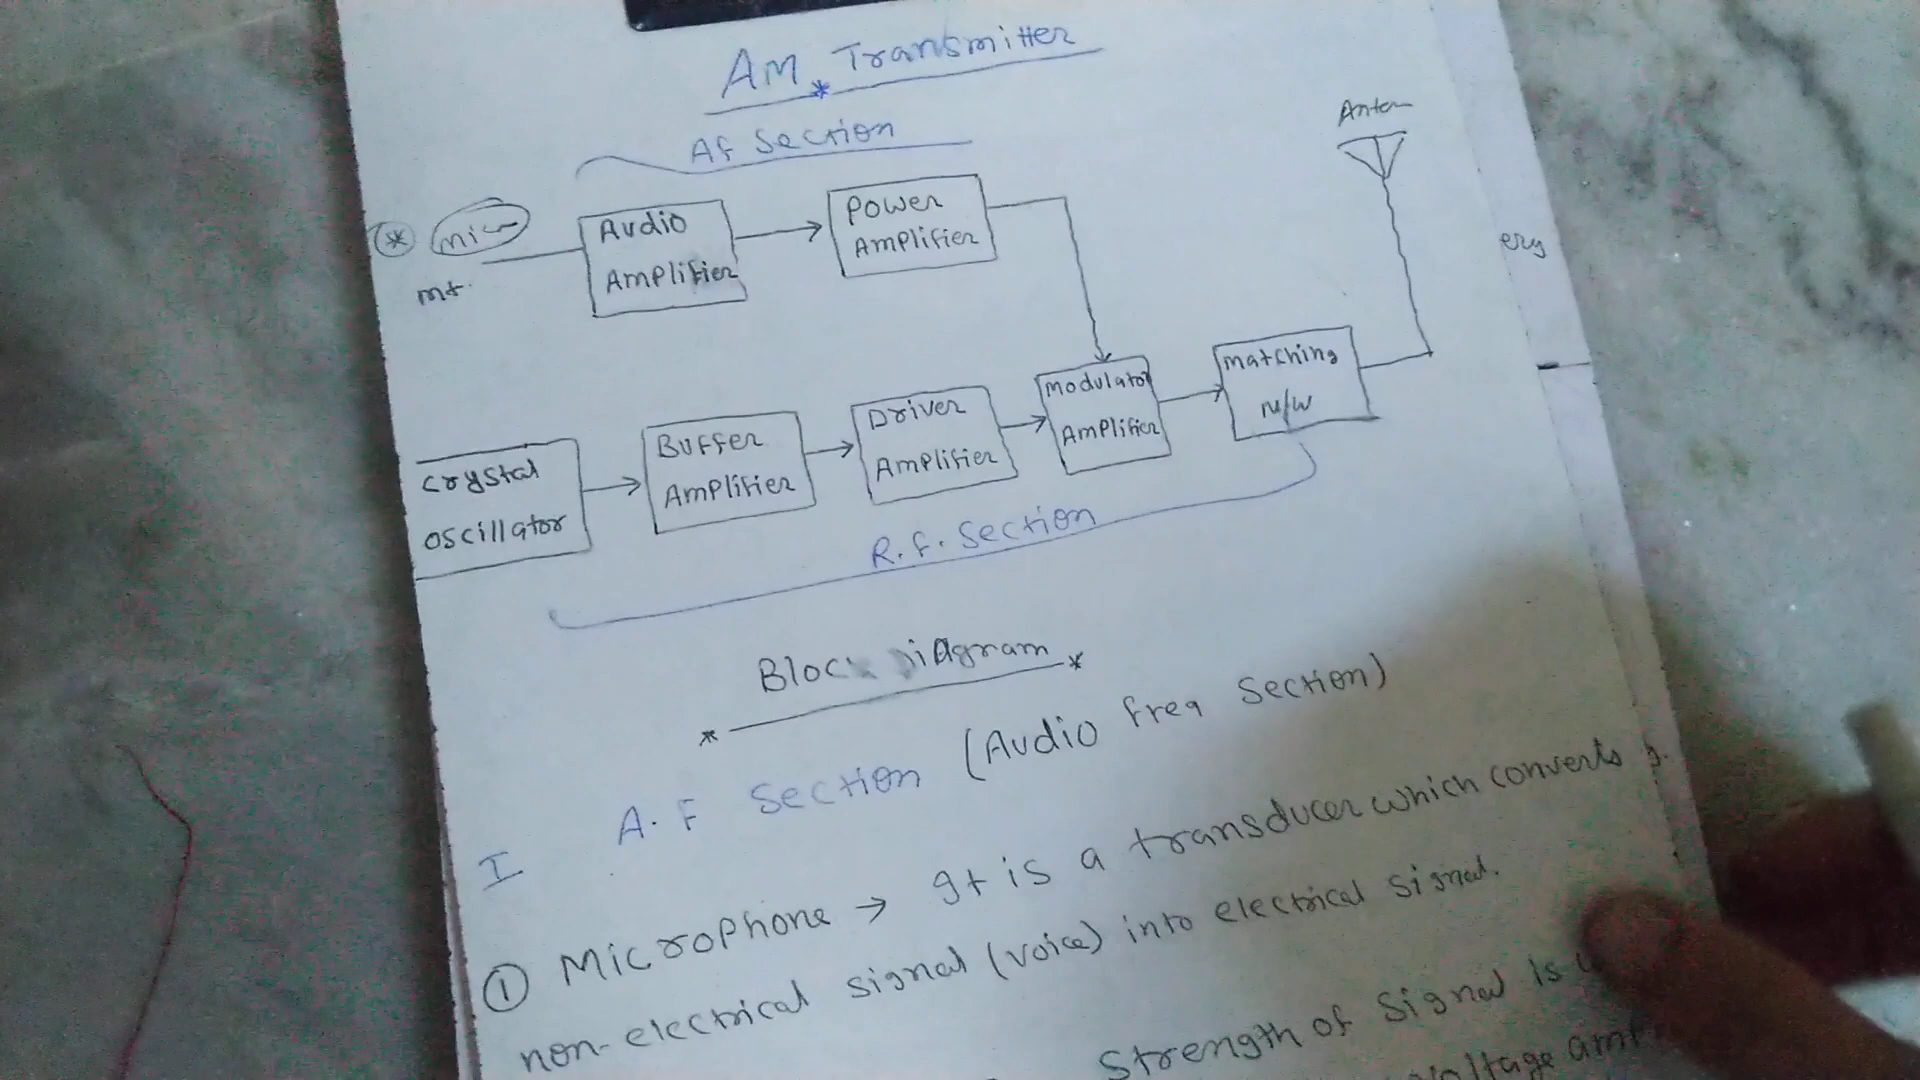 AM Transmitter
AF Section
Anten
mic
Audio
Amplifier
Power
Amplifier
ery
Crystal
oscillator
Buffer
Amplifier
Driver
Amplifier
Modulator
Amplifier
Matching
N/W
R.F. Section
Block Diagram
I A.F Section (Audio freq Section)
① Microphone → It is a transducer which converts
non-electrical signal (voice) into electrical signal.
Strength of signal is
voltage